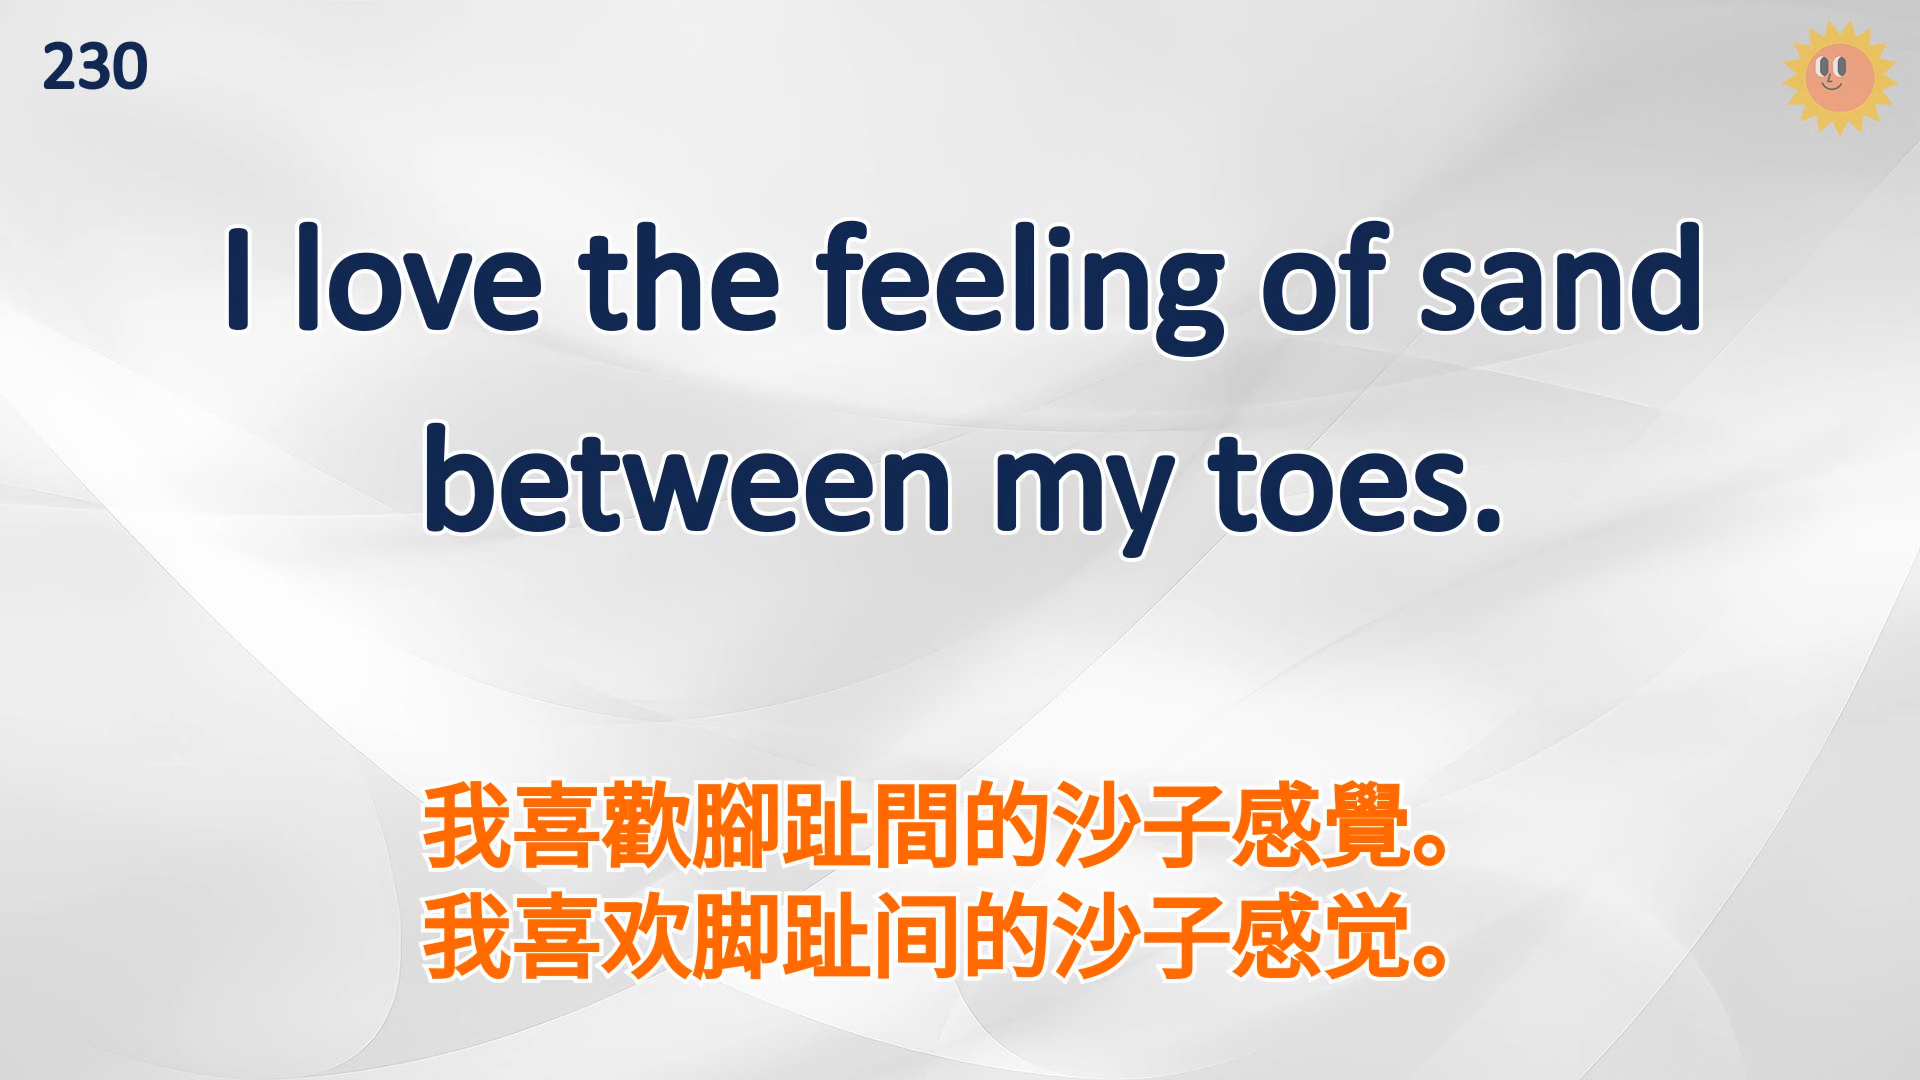 230
I love the feeling of sand
between my toes.
我喜歡腳趾間的沙子感覺。
我喜欢脚趾间的沙子感觉。